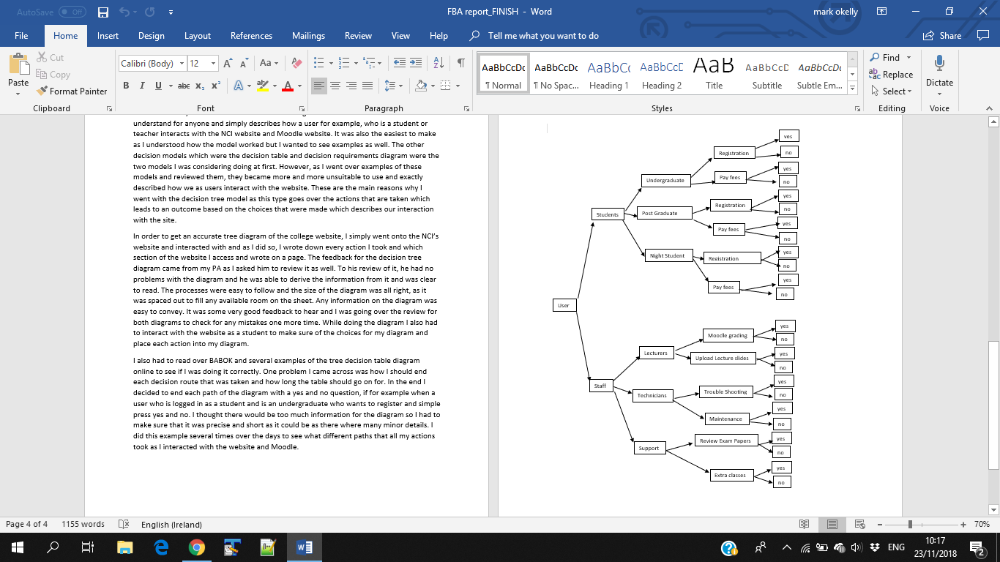 AutoSave Off
FBA report_FINISH - Word
mark okelly
File Home Insert Design Layout References Mailings Review View Help Tell me what you want to do Share
Paste
Cut
Copy
Format Painter
Clipboard
Calibri (Body) 12
Font
Paragraph
AaBbCcDc AaBbCcDc AaBbCc AaBbCcD AaB AaBbCcD AaBbCcDc
¶ Normal ¶ No Spac... Heading 1 Heading 2 Title Subtitle Subtle Em...
Styles
Find
Replace
Select
Editing
Dictate
Voice
understand for anyone and simply describes how a user for example, who is a student or
teacher interacts with the NCI website and Moodle website. It was also the easiest to make
as I understood how the model worked but I wanted to see examples as well. The other
decision models which were the decision table and decision requirements diagram were the
two models I was considering doing at first. However, as I went over examples of these
models and reviewed them, they became more and more unsuitable to use and exactly
described how we as users interact with the website. These are the main reasons why I
went with the decision tree model as this type goes over the actions that are taken which
leads to an outcome based on the choices that were made which describes our interaction
with the site.
In order to get an accurate tree diagram of the college website, I simply went onto the NCI's
website and interacted with and as I did so, I wrote down every action I took and which
section of the website I access and wrote on a page. The feedback for the decision tree
diagram came from my PA as I asked him to review it as well. To his review of it, he had no
problems with the diagram and he was able to derive the information from it and was clear
to read. The processes were easy to follow and the size of the diagram was all right, as it
was spaced out to fill any available room on the sheet. Any information on the diagram was
easy to convey. It was some very good feedback to hear and I was going over the review for
both diagrams to check for any mistakes one more time. While doing the diagram I also had
to interact with the website as a student to make sure of the choices for my diagram and
place each action into my diagram.
I also had to read over BABOK and several examples of the tree decision table diagram
online to see if I was doing it correctly. One problem I came across was how I should end
each decision route that was taken and how long the table should go on for. In the end I
decided to end each path of the diagram with a yes and no question, if for example when a
user who is logged in as a student and is an undergraduate who wants to register and simple
press yes and no. I thought there would be too much information for the diagram so I had to
make sure that it was precise and short as it could be as there where many minor details. I
did this example several times over the days to see what different paths that all my actions
took as I interacted with the website and Moodle.
User
Students
Undergraduate
Registration
yes
no
Pay fees
yes
no
Post Graduate
Registration
yes
no
Pay fees
yes
no
Night Student
Registration
yes
no
Pay fees
yes
no
Staff
Lecturers
Moodle grading
yes
no
Upload Lecture slides
yes
no
Technicians
Trouble Shooting
yes
no
Maintenance
yes
no
Support
Review Exam Papers
yes
no
Extra classes
yes
no
Page 4 of 4 1155 words English (Ireland) 70%
ENG
10:17
23/11/2018
2